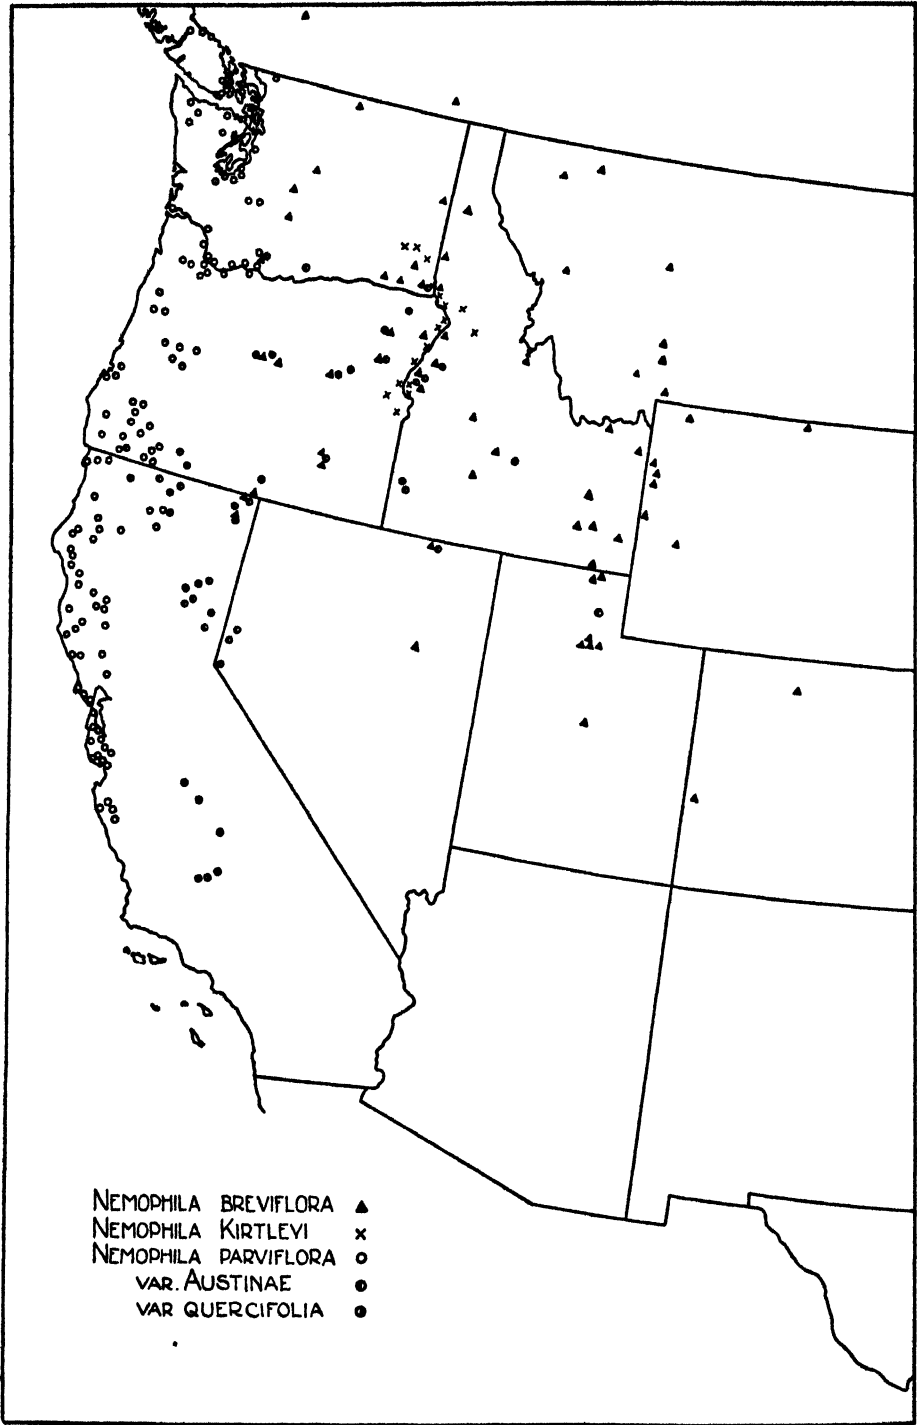 NEMOPHILA BREVIFLORA
NEMOPHILA KIRTLEYI
NEMOPHILA PARVIFLORA
VAR. AUSTINAE
VAR QUERCIFOLIA